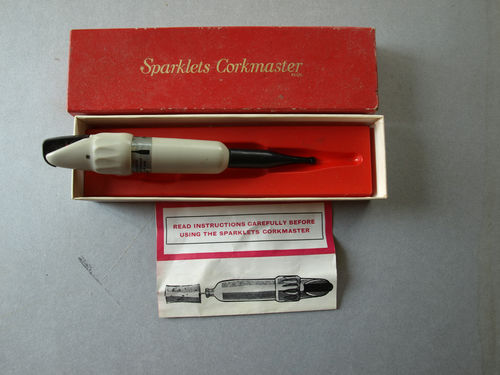 Sparklets Corkmaster
READ INSTRUCTIONS CAREFULLY BEFORE
USING THE SPARKLETS CORKMASTER